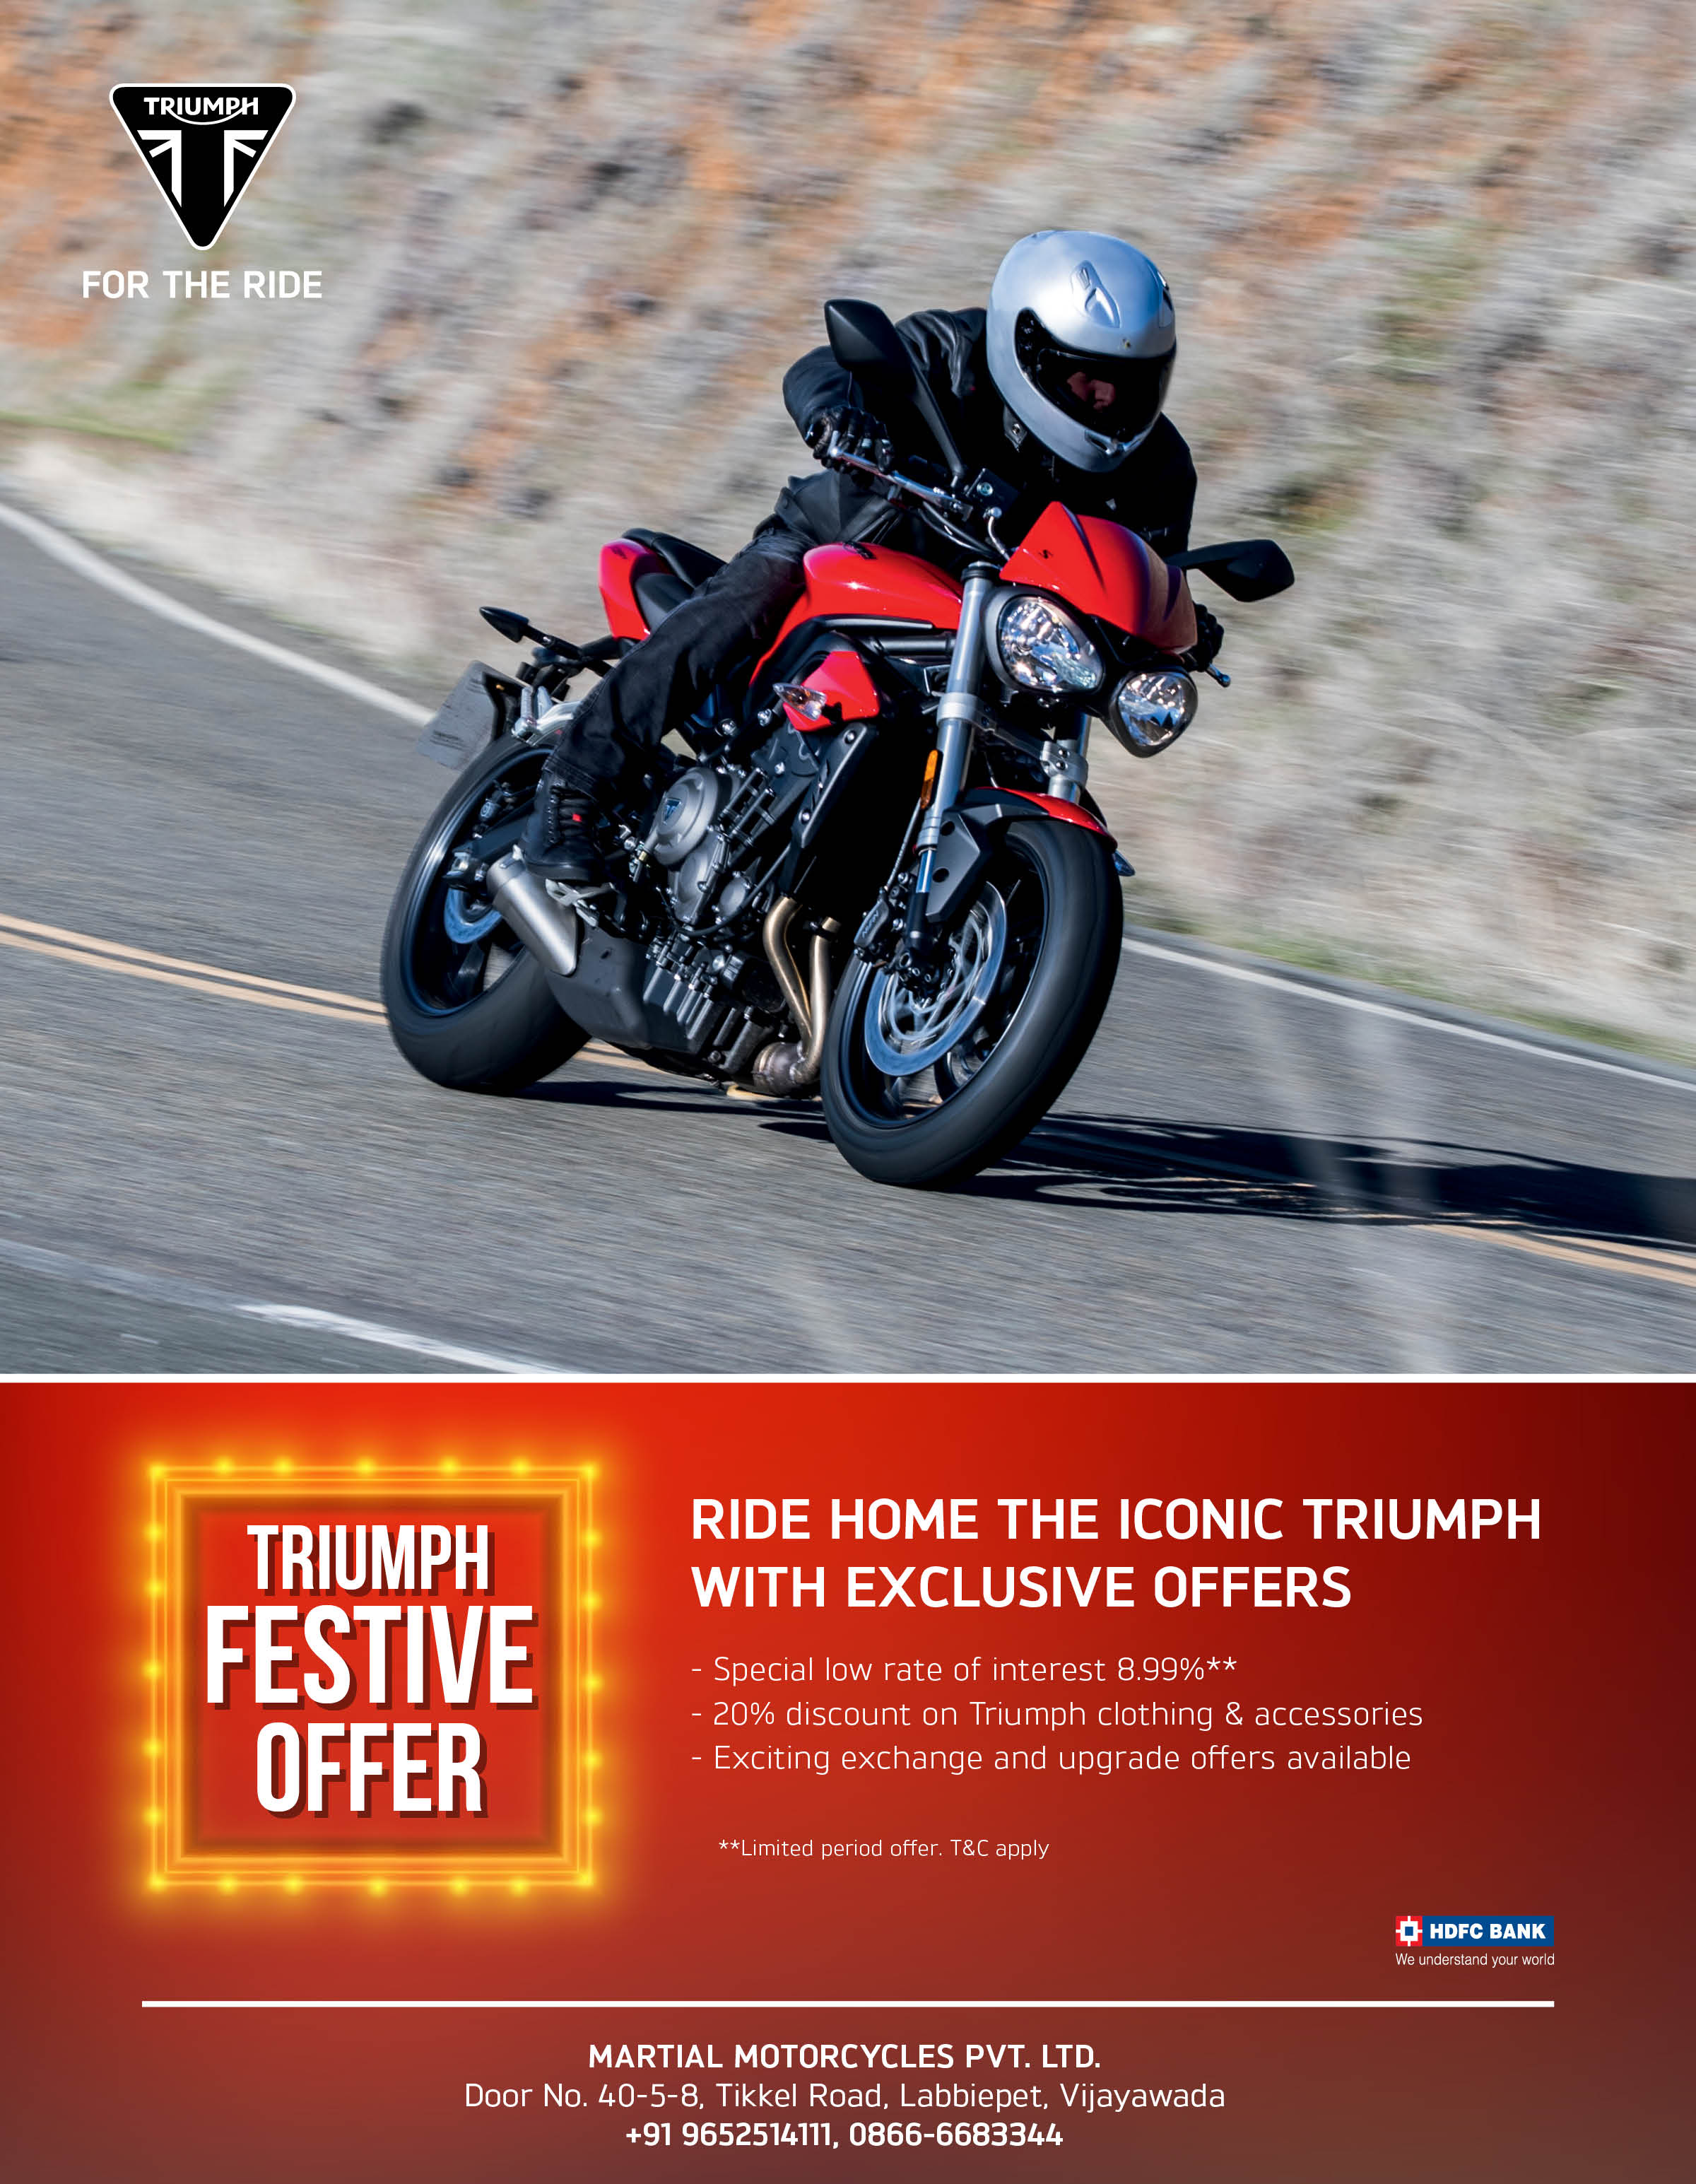 TRIUMPH
FOR THE RIDE
S
TRIUMPH
FESTIVE
OFFER
RIDE HOME THE ICONIC TRIUMPH
WITH EXCLUSIVE OFFERS
- Special low rate of interest 8.99%**
- 20% discount on Triumph clothing & accessories
- Exciting exchange and upgrade offers available
**Limited period offer. T&C apply
HDFC BANK
We understand your world
MARTIAL MOTORCYCLES PVT. LTD.
Door No. 40-5-8, Tikkel Road, Labbiepet, Vijayawada
+91 9652514111, 0866-6683344